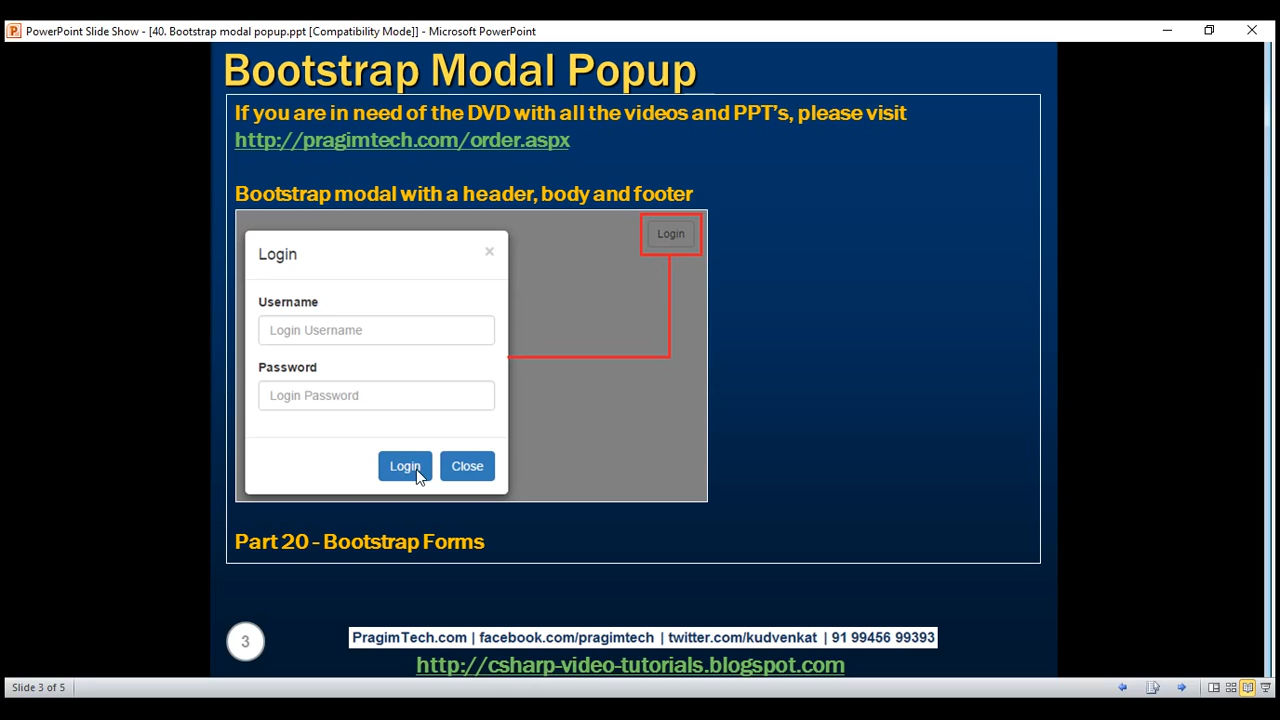 PowerPoint Slide Show - [40. Bootstrap modal popup.ppt [Compatibility Mode]] - Microsoft PowerPoint
Bootstrap Modal Popup
If you are in need of the DVD with all the videos and PPT's, please visit
http://pragimtech.com/order.aspx
Bootstrap modal with a header, body and footer
Login
Login ×
Username
Login Username
Password
Login Password
Login Close
Part 20 - Bootstrap Forms
3
PragimTech.com | facebook.com/pragimtech | twitter.com/kudvenkat | 91 99456 99393
http://csharp-video-tutorials.blogspot.com
Slide 3 of 5